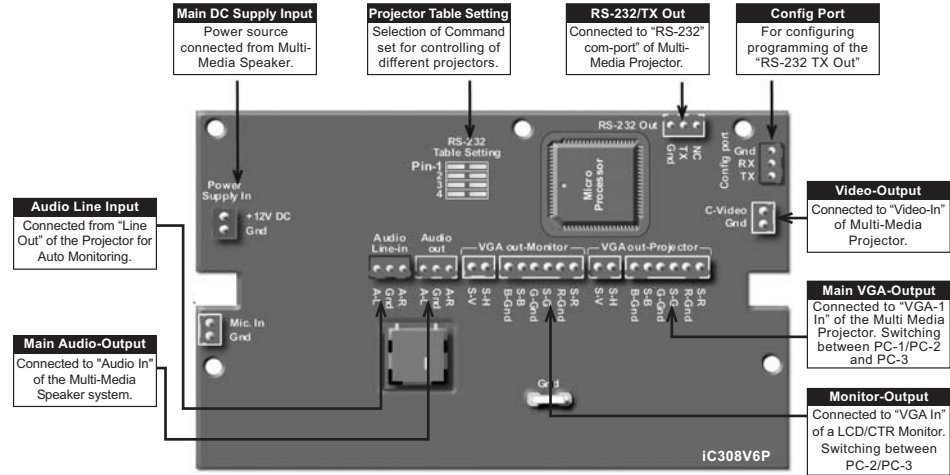 Main DC Supply Input
Power source
connected from Multi-
Media Speaker.
Projector Table Setting
Selection of Command
set for controlling of
different projectors.
RS-232/TX Out
Connected to “RS-232”
com-port” of Multi-
Media Projector.
Config Port
For configuring
programming of the
“RS-232 TX Out”
RS-232 Out
Gnd
TX
NC
Config port
Gnd
RX
TX
RS-232
Table Setting
Pin-1
2
3
4
Micro
Processor
Power
Supply In
+12V DC
Gnd
C-Video
Gnd
Audio Line Input
Connected from “Line
Out” of the Projector for
Auto Monitoring.
Video-Output
Connected to “Video-In”
of Multi-Media
Projector.
Audio
Line-in
Audio
out
VGA out-Monitor
VGA out-Projector
A-L
Gnd
A-R
A-L
Gnd
A-R
S-V
S-H
B-Gnd
S-B
G-Gnd
S-G
R-Gnd
S-R
S-V
S-H
B-Gnd
S-B
G-Gnd
S-G
R-Gnd
S-R
Mic. In
Gnd
Main VGA-Output
Connected to “VGA-1
In” of the Multi Media
Projector. Switching
between PC-1/PC-2
and PC-3
Main Audio-Output
Connected to "Audio In"
of the Multi-Media
Speaker system.
Gnd
Monitor-Output
Connected to “VGA In”
of a LCD/CTR Monitor.
Switching between
PC-2/PC-3
iC308V6P